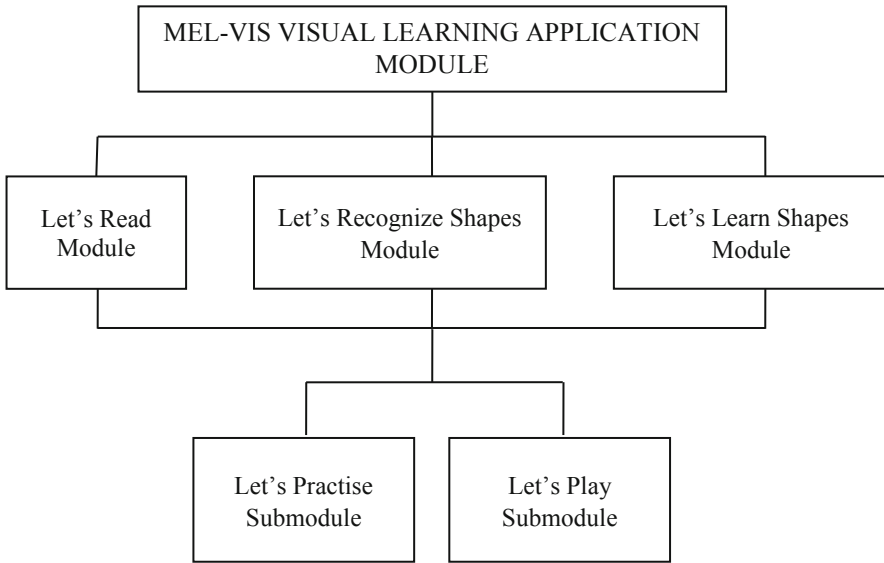 MEL-VIS VISUAL LEARNING APPLICATION
MODULE
Let’s Read
Module
Let’s Recognize Shapes
Module
Let’s Learn Shapes
Module
Let’s Practise
Submodule
Let’s Play
Submodule